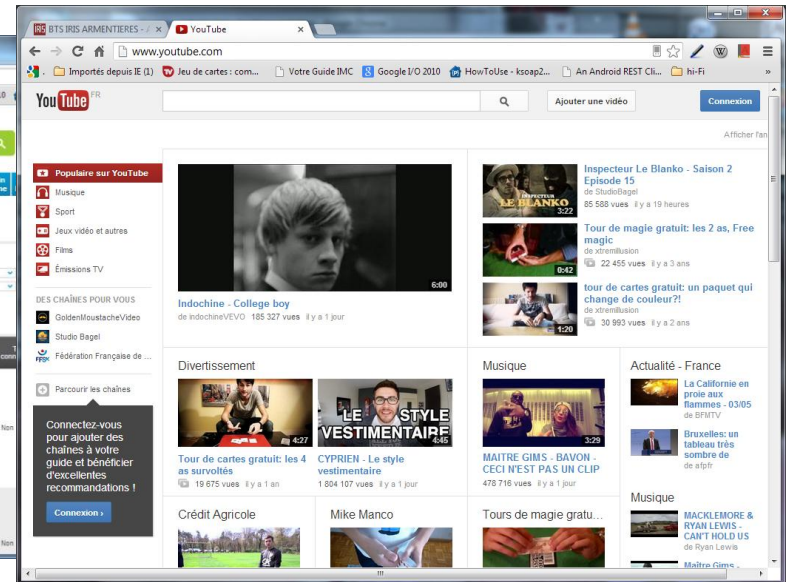 BTS IRIS ARMENTIERES - A
YouTube
www.youtube.com
Importés depuis IE (1)
Jeu de cartes : com...
Votre Guide IMC
Google I/O 2010
HowToUse - ksoap2...
An Android REST Cli...
hi-Fi
»
YouTube FR
Ajouter une vidéo
Connexion
Afficher l'an
Populaire sur YouTube
Musique
Sport
Jeux vidéo et autres
Films
Émissions TV
DES CHAÎNES POUR VOUS
GoldenMoustacheVideo
Studio Bagel
Fédération Française de ...
Parcourir les chaînes
Connectez-vous
pour ajouter des
chaînes à votre
guide et bénéficier
d'excellentes
recommandations !
Connexion ›
6:00
Indochine - College boy
de indochineVEVO 185 327 vues il y a 1 jour
INSPECTEUR
LE BLANKO
3:22
Inspecteur Le Blanko - Saison 2
Episode 15
de StudioBagel
85 588 vues il y a 19 heures
0:42
Tour de magie gratuit: les 2 as, Free
magic
de xtremillusion
22 455 vues il y a 3 ans
1:20
tour de cartes gratuit: un paquet qui
change de couleur?!
de xtremillusion
30 993 vues il y a 2 ans
Divertissement
4:27
Tour de cartes gratuit: les 4
as survoltés
19 675 vues il y a 1 an
LE STYLE
VESTIMENTAIRE
4:45
CYPRIEN - Le style
vestimentaire
1 804 107 vues il y a 1 jour
Musique
3:29
MAITRE GIMS - BAVON -
CECI N'EST PAS UN CLIP
478 716 vues il y a 1 jour
Actualité - France
La Californie en
proie aux
flammes - 03/05
de BFMTV
Bruxelles: un
tableau très
sombre de
de afpfr
Musique
MACKLEMORE &
RYAN LEWIS -
CAN'T HOLD US
de Ryan Lewis
Maître Gims -
Crédit Agricole
Mike Manco
Tours de magie gratu...
Non
Non